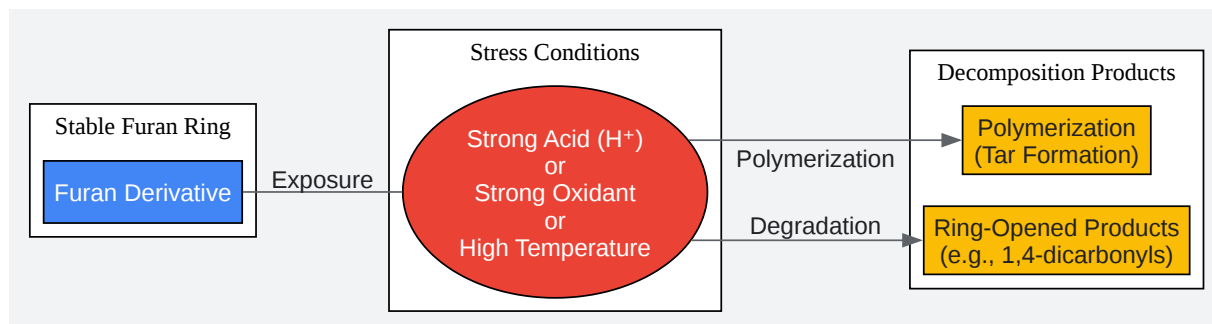 Stable Furan Ring
Furan Derivative
Exposure
Stress Conditions
Strong Acid (H⁺)
or
Strong Oxidant
or
High Temperature
Polymerization
Degradation
Decomposition Products
Polymerization
(Tar Formation)
Ring-Opened Products
(e.g., 1,4-dicarbonyls)